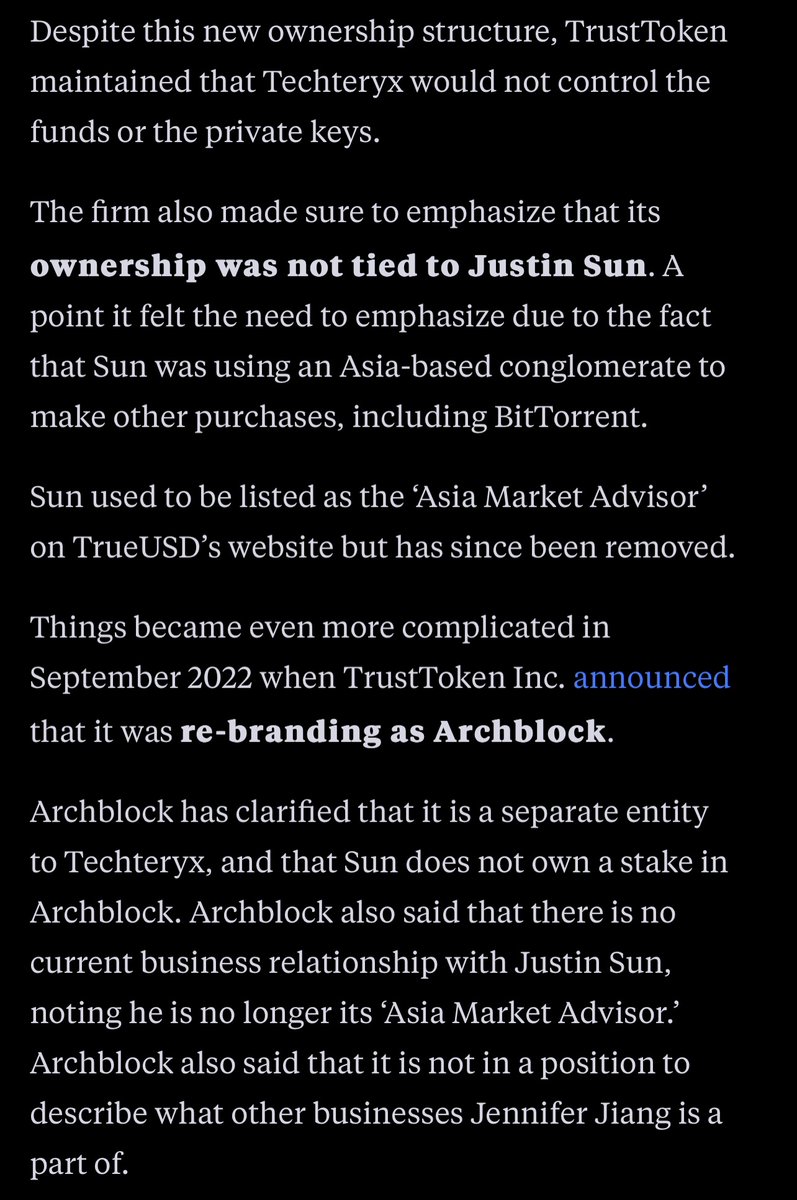 Despite this new ownership structure, TrustToken
maintained that Techteryx would not control the
funds or the private keys.
The firm also made sure to emphasize that its
ownership was not tied to Justin Sun. A
point it felt the need to emphasize due to the fact
that Sun was using an Asia-based conglomerate to
make other purchases, including BitTorrent.
Sun used to be listed as the ‘Asia Market Advisor’
on TrueUSD’s website but has since been removed.
Things became even more complicated in
September 2022 when TrustToken Inc. announced
that it was re-branding as Archblock.
Archblock has clarified that it is a separate entity
to Techteryx, and that Sun does not own a stake in
Archblock. Archblock also said that there is no
current business relationship with Justin Sun,
noting he is no longer its ‘Asia Market Advisor.’
Archblock also said that it is not in a position to
describe what other businesses Jennifer Jiang is a
part of.